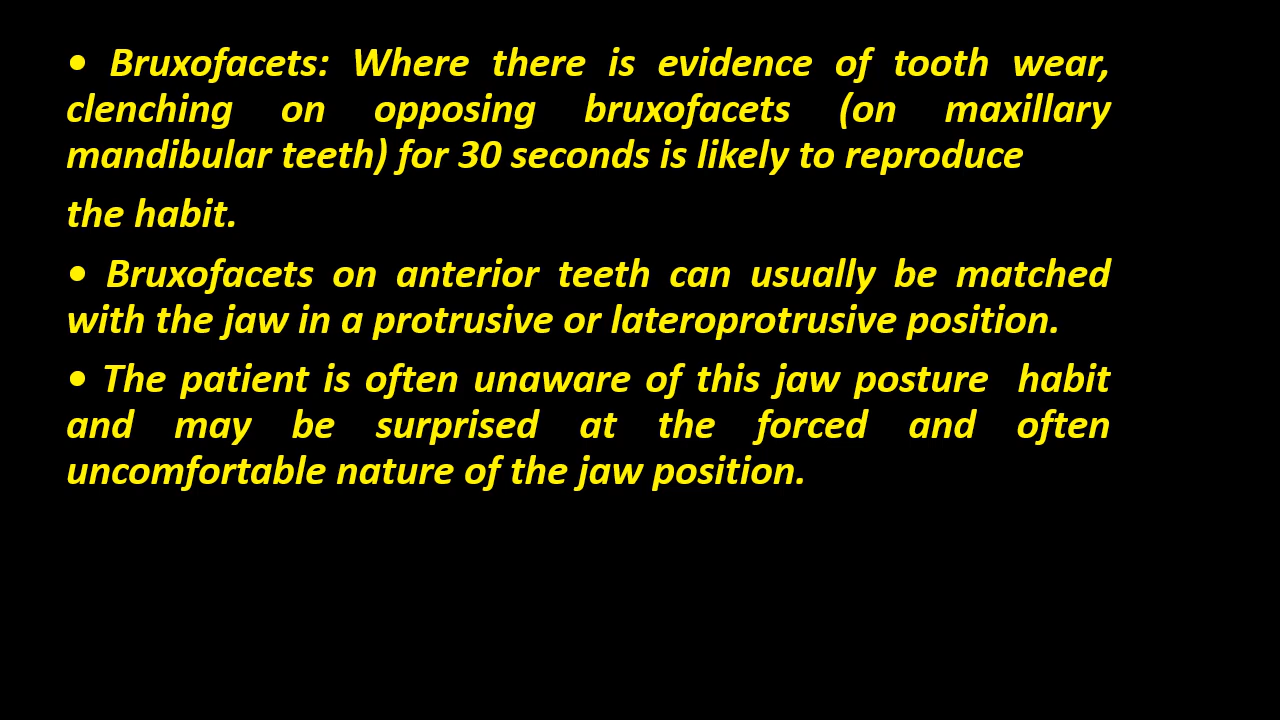 • Bruxofacets: Where there is evidence of tooth wear,
clenching on opposing bruxofacets (on maxillary
mandibular teeth) for 30 seconds is likely to reproduce
the habit.
• Bruxofacets on anterior teeth can usually be matched
with the jaw in a protrusive or lateroprotrusive position.
• The patient is often unaware of this jaw posture  habit
and may be surprised at the forced and often
uncomfortable nature of the jaw position.